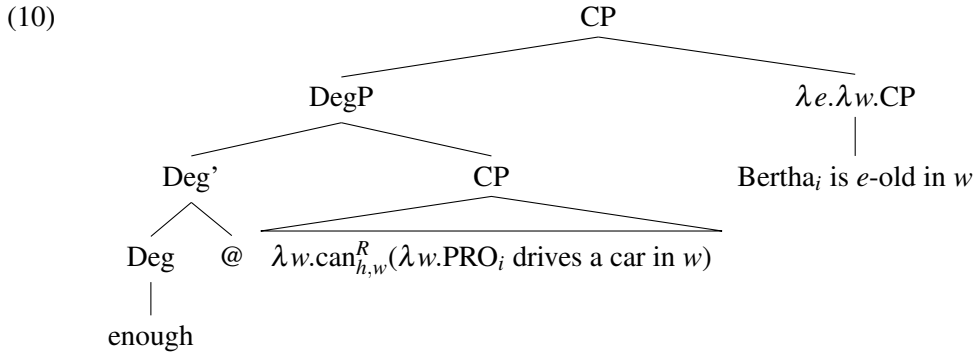 (10) CP
DegP λe.λw.CP
Deg’ CP Bertha_i is e-old in w
Deg @ λw.can^R_{h,w}(λw.PRO_i drives a car in w)
enough